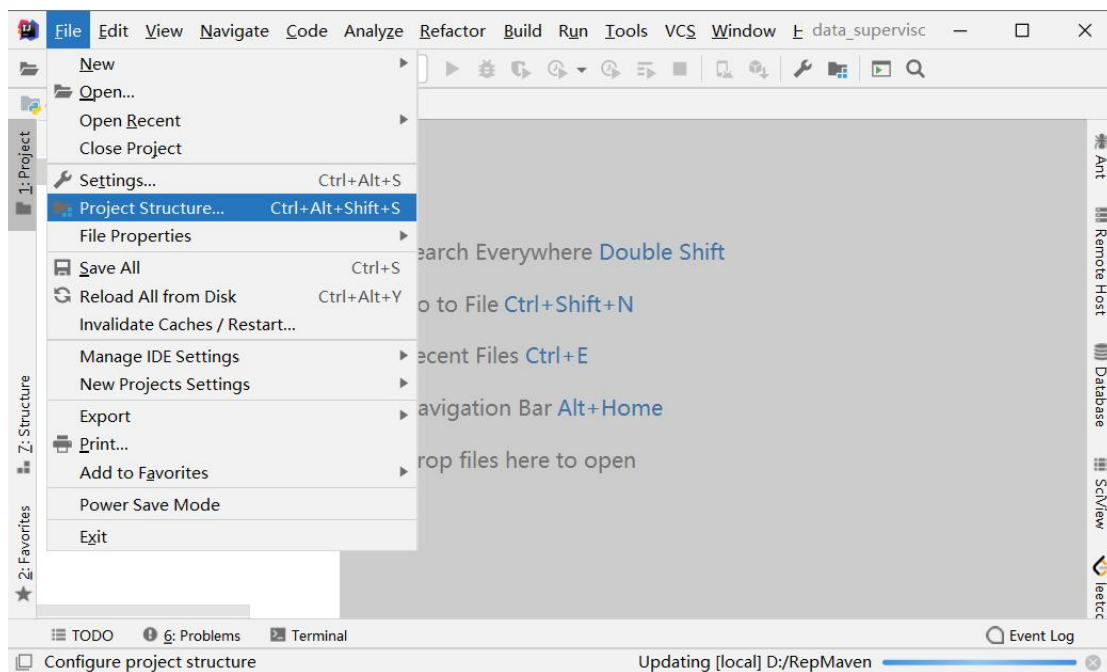 File Edit View Navigate Code Analyze Refactor Build Run Tools VCS Window data_supervisc
New
Open...
Open Recent
Close Project
Settings... Ctrl+Alt+S
Project Structure... Ctrl+Alt+Shift+S
File Properties
Save All Ctrl+S
Reload All from Disk Ctrl+Alt+Y
Invalidate Caches / Restart...
Manage IDE Settings
New Projects Settings
Export
Print...
Add to Favorites
Power Save Mode
Exit
earch Everywhere Double Shift
o to File Ctrl+Shift+N
ecent Files Ctrl+E
avigation Bar Alt+Home
rop files here to open
1: Project
Z: Structure
2: Favorites
Ant
Remote Host
Database
SciView
leetcc
TODO 6: Problems Terminal Event Log
Configure project structure Updating [local] D:/RepMaven